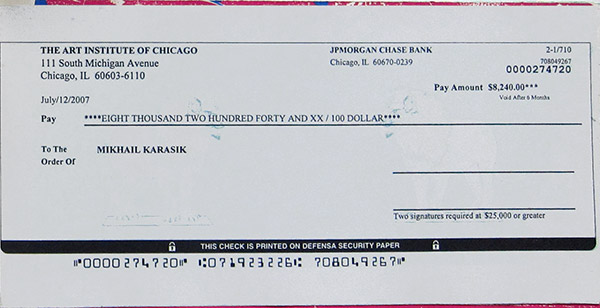 THE ART INSTITUTE OF CHICAGO
111 South Michigan Avenue
Chicago, IL 60603-6110
JPMORGAN CHASE BANK
Chicago, IL 60670-0239
2-1/710
708049267
0000274720
Pay Amount $8,240.00***
Void After 6 Months
July/12/2007
Pay ****EIGHT THOUSAND TWO HUNDRED FORTY AND XX / 100 DOLLAR****
To The
Order Of
MIKHAIL KARASIK
Two signatures required at $25,000 or greater
THIS CHECK IS PRINTED ON DEFENSA SECURITY PAPER
⑈0000274720⑈ ⑆071923226⑆ 708049267⑈